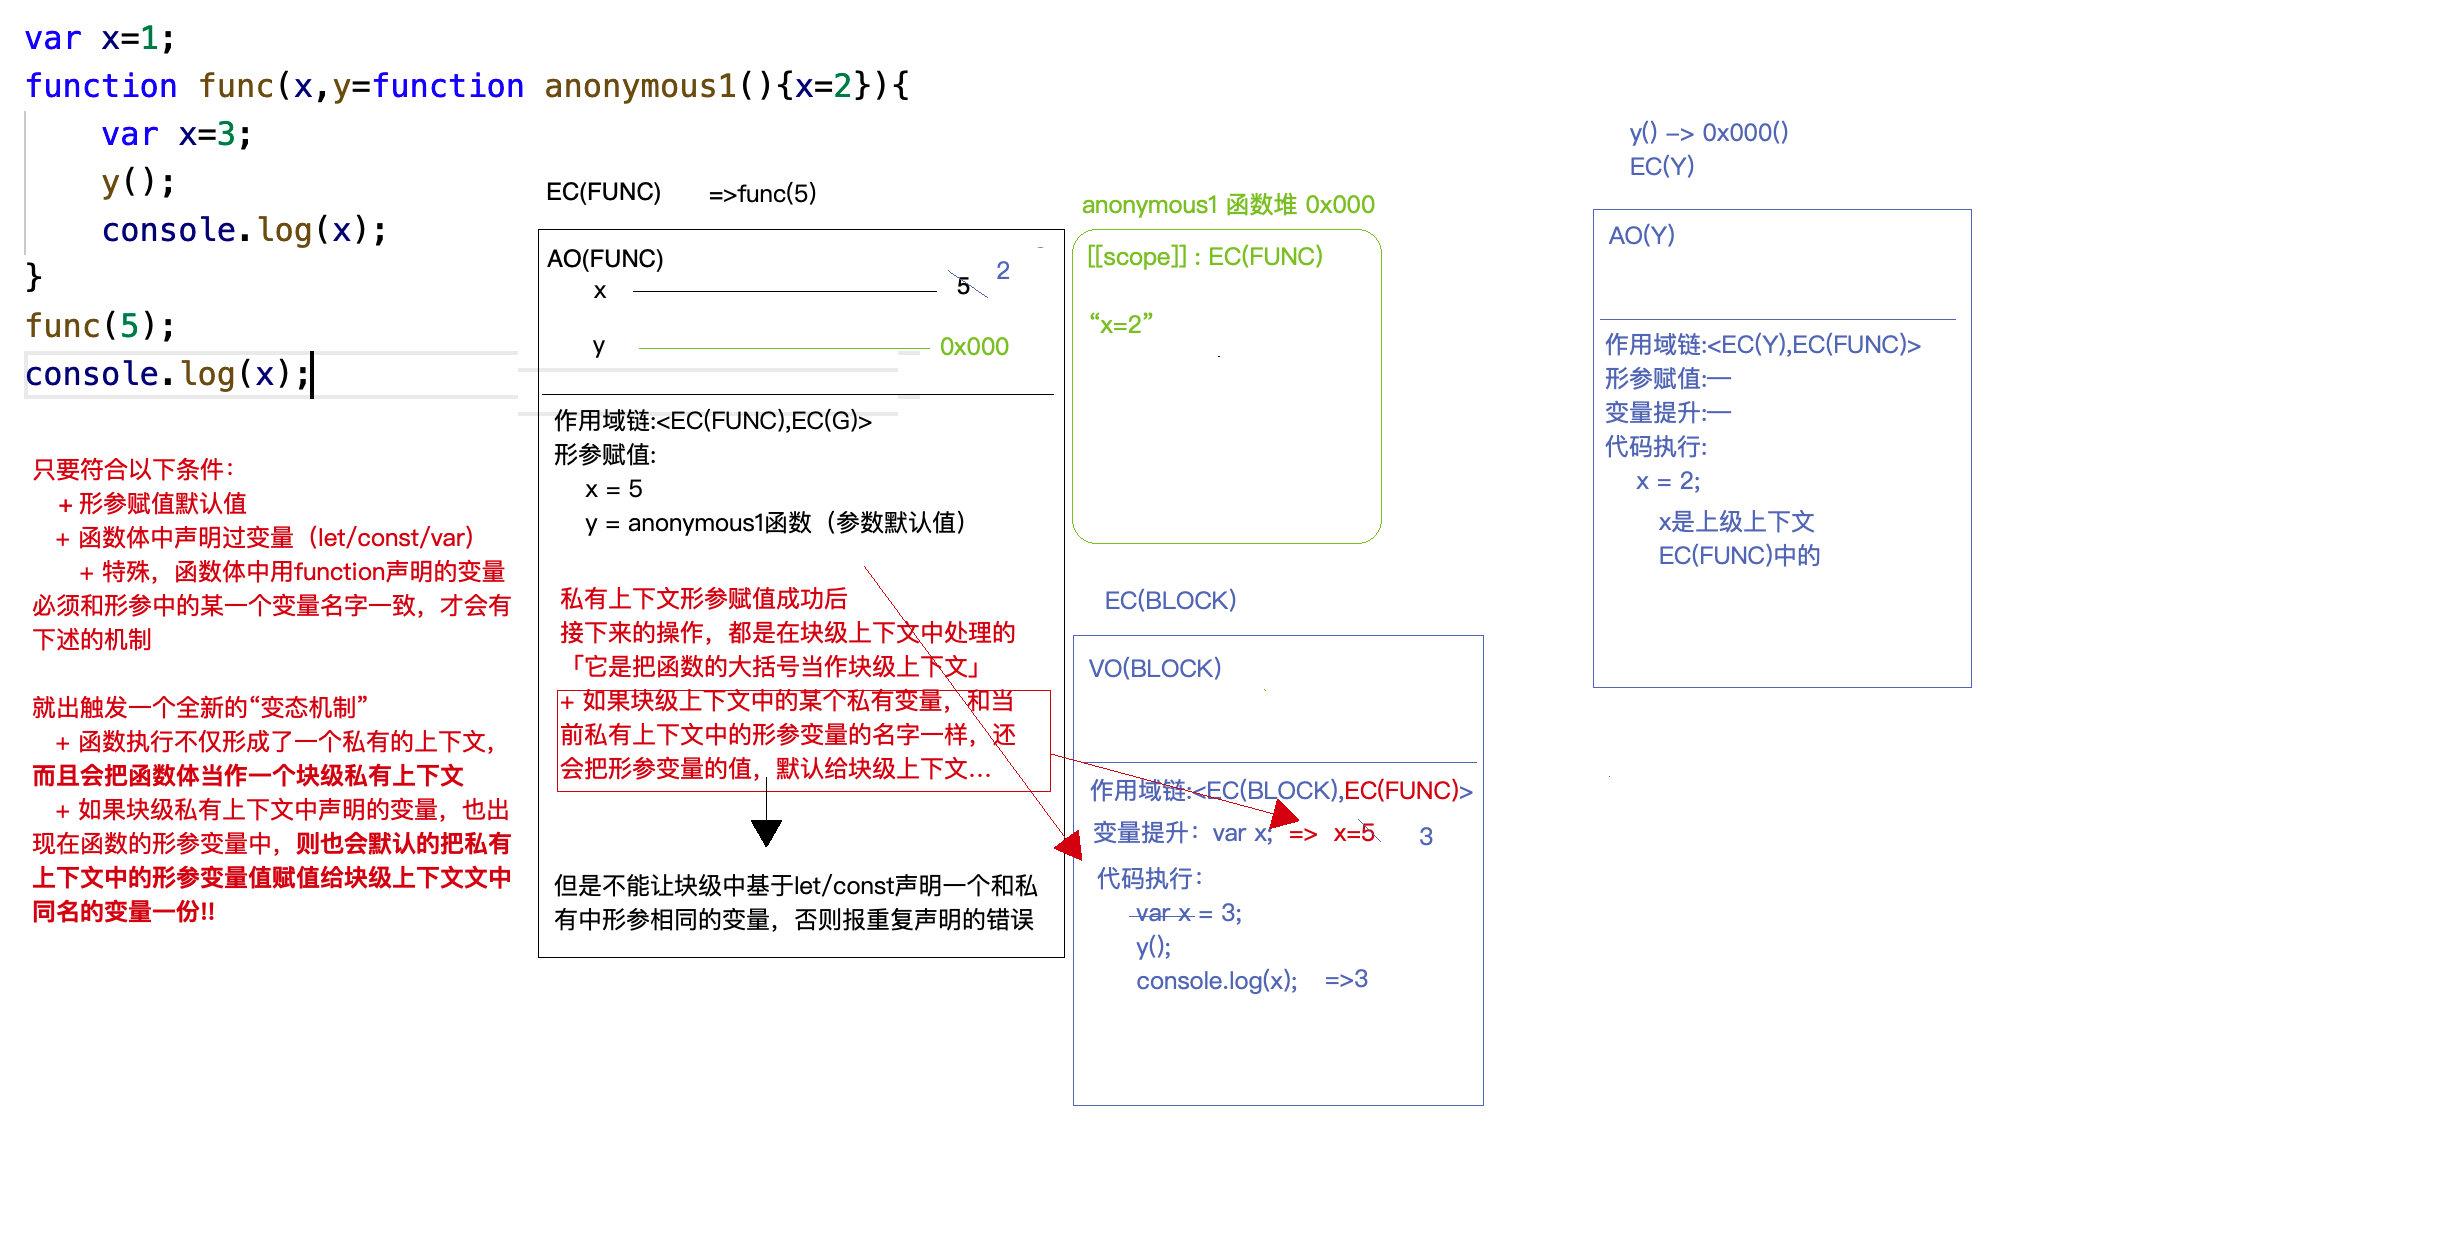 var x=1;
function func(x,y=function anonymous1(){x=2}){
    var x=3;
    y();
    console.log(x);
}
func(5);
console.log(x);
只要符合以下条件：
+ 形参赋值默认值
+ 函数体中声明过变量（let/const/var）
+ 特殊，函数体中用function声明的变量
必须和形参中的某一个变量名字一致，才会有
下述的机制
就出触发一个全新的“变态机制”
+ 函数执行不仅形成了一个私有的上下文，
而且会把函数体当作一个块级私有上下文
+ 如果块级私有上下文中声明的变量，也出
现在函数的形参变量中，则也会默认的把私有
上下文中的形参变量值赋值给块级上下文文中
同名的变量一份!!
EC(FUNC) =>func(5)
AO(FUNC)
x 5 2
y 0x000
作用域链:<EC(FUNC),EC(G)>
形参赋值:
x = 5
y = anonymous1函数（参数默认值）
私有上下文形参赋值成功后
接下来的操作，都是在块级上下文中处理的
「它是把函数的大括号当作块级上下文」
+ 如果块级上下文中的某个私有变量，和当
前私有上下文中的形参变量的名字一样，还
会把形参变量的值，默认给块级上下文...
但是不能让块级中基于let/const声明一个和私
有中形参相同的变量，否则报重复声明的错误
anonymous1 函数堆 0x000
[[scope]] : EC(FUNC)
“x=2”
EC(BLOCK)
VO(BLOCK)
作用域链:<EC(BLOCK),EC(FUNC)>
变量提升：var x; => x=5 3
代码执行：
var x = 3;
y();
console.log(x); =>3
y() -> 0x000()
EC(Y)
AO(Y)
作用域链:<EC(Y),EC(FUNC)>
形参赋值:—
变量提升:—
代码执行:
x = 2;
x是上级上下文
EC(FUNC)中的